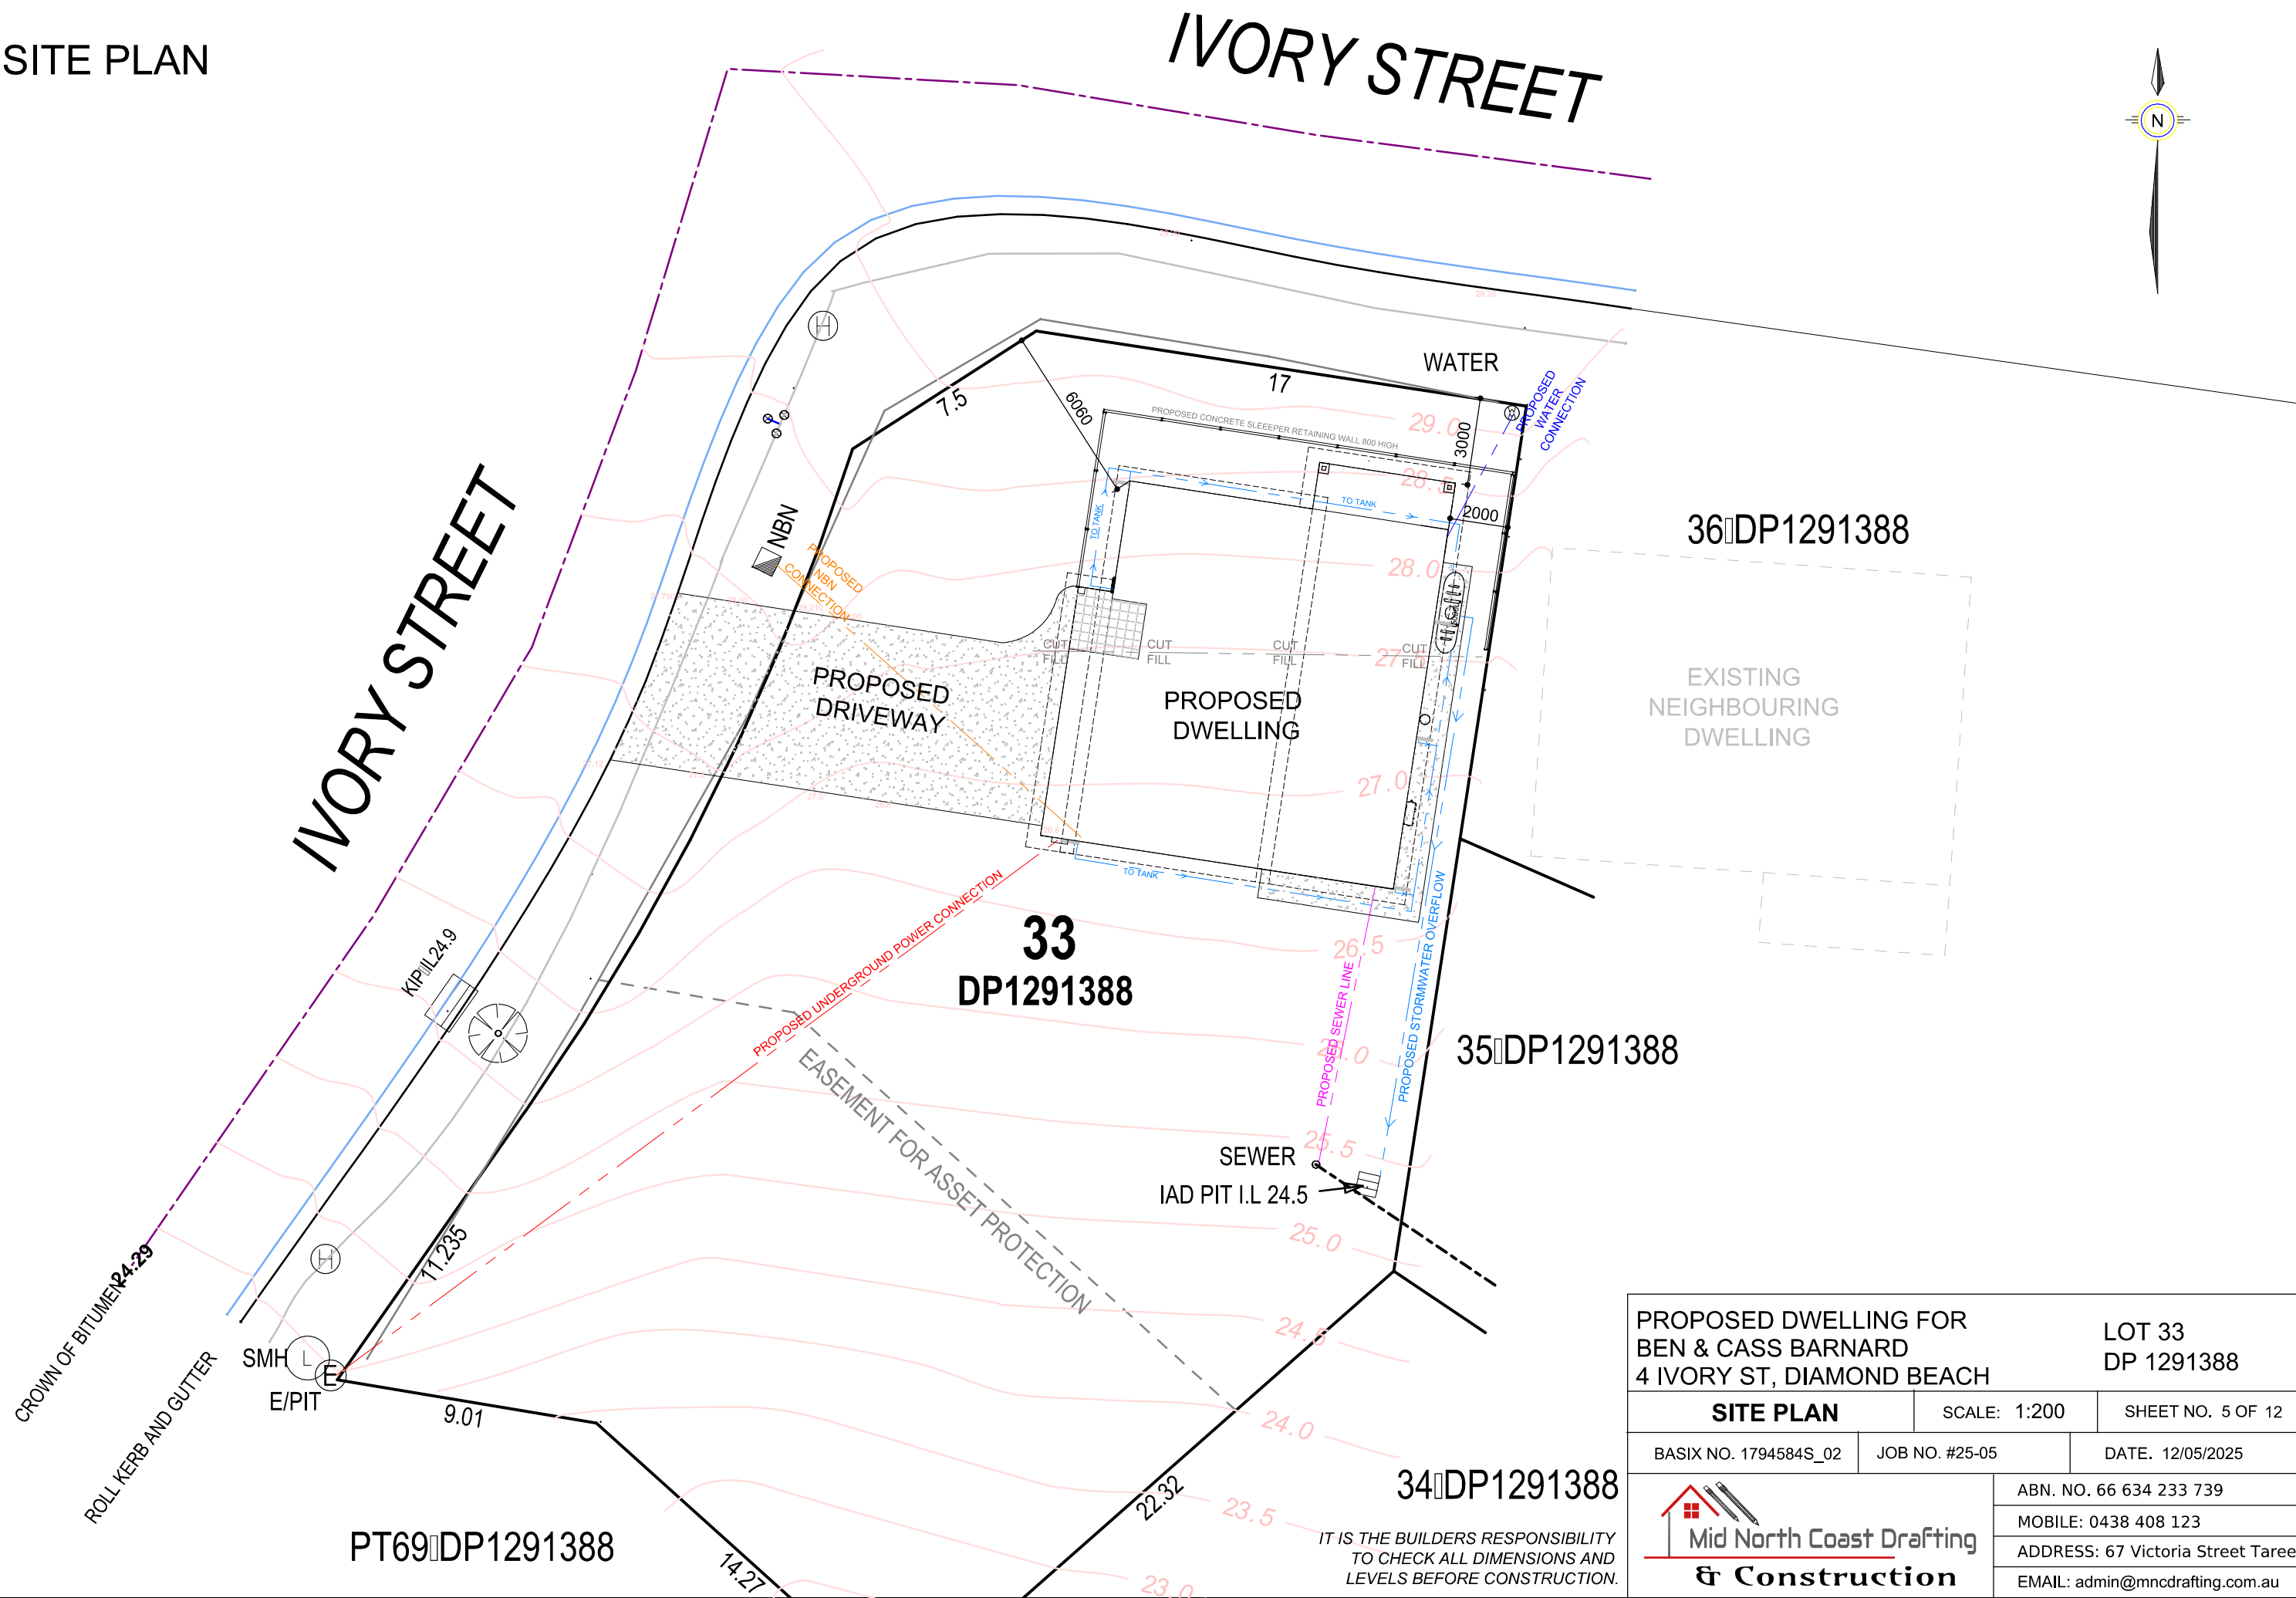 SITE PLAN
IVORY STREET
N
IVORY STREET
WATER
PROPOSED
WATER
CONNECTION
17
7.5
6060
3000
2000
PROPOSED CONCRETE SLEEEPER RETAINING WALL 800 HIGH
29.0
28.5
28.0
27.5
27.0
26.5
26.0
25.5
25.0
24.5
24.0
23.5
23.0
TO TANK
TO TANK
TO TANK
NBN
PROPOSED
NBN
CONNECTION
H
CUT
FILL
CUT
FILL
CUT
FILL
CUT
FILL
PROPOSED
DRIVEWAY
PROPOSED
DWELLING
36 DP1291388
EXISTING
NEIGHBOURING
DWELLING
33
DP1291388
35 DP1291388
PROPOSED UNDERGROUND POWER CONNECTION
PROPOSED SEWER LINE
PROPOSED STORMWATER OVERFLOW
EASEMENT FOR ASSET PROTECTION
KIP IL24.9
SEWER
IAD PIT I.L 24.5
11.235
H
CROWN OF BITUMEN 24.29
ROLL KERB AND GUTTER
SMH
L
E
E/PIT
9.01
14.27
22.32
PT69 DP1291388
34 DP1291388
IT IS THE BUILDERS RESPONSIBILITY
TO CHECK ALL DIMENSIONS AND
LEVELS BEFORE CONSTRUCTION.
PROPOSED DWELLING FOR
BEN & CASS BARNARD
4 IVORY ST, DIAMOND BEACH
LOT 33
DP 1291388
SITE PLAN
SCALE: 1:200
SHEET NO. 5 OF 12
BASIX NO. 1794584S_02
JOB NO. #25-05
DATE. 12/05/2025
Mid North Coast Drafting
& Construction
ABN. NO. 66 634 233 739
MOBILE: 0438 408 123
ADDRESS: 67 Victoria Street Taree
EMAIL: admin@mncdrafting.com.au